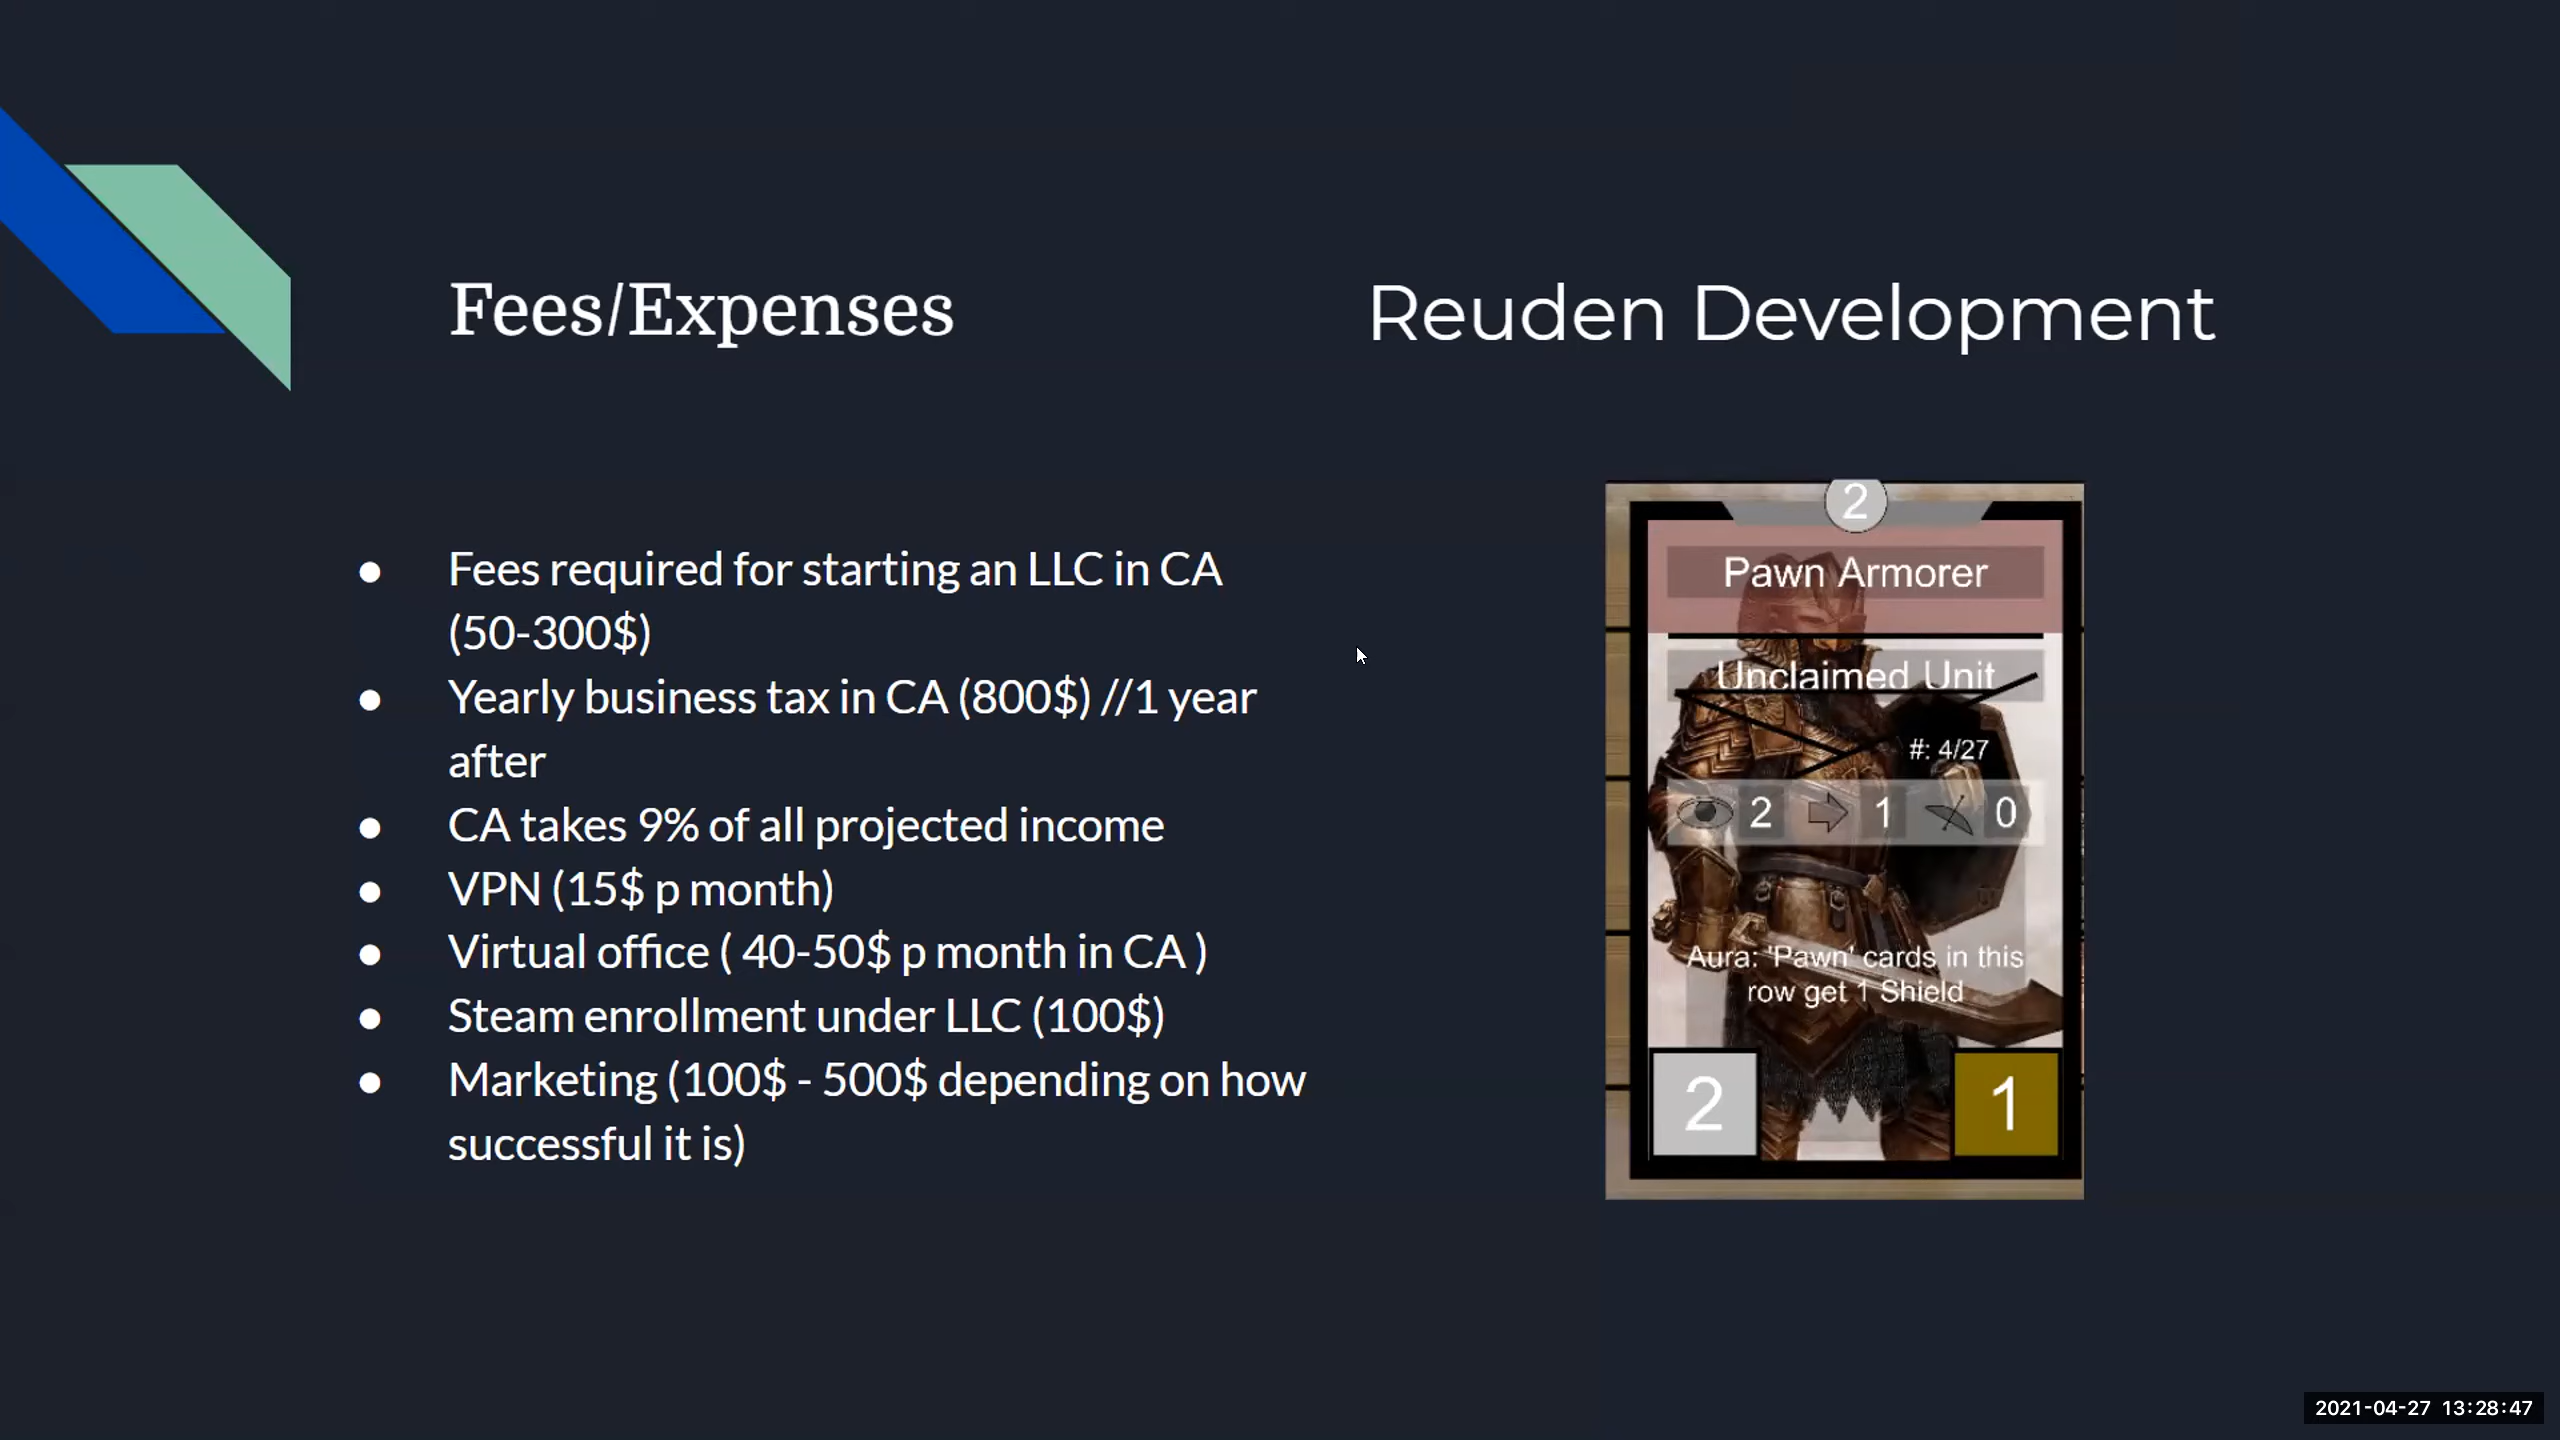 Fees/Expenses
Reuden Development
● Fees required for starting an LLC in CA
(50-300$)
● Yearly business tax in CA (800$) //1 year
after
● CA takes 9% of all projected income
● VPN (15$ p month)
● Virtual office ( 40-50$ p month in CA )
● Steam enrollment under LLC (100$)
● Marketing (100$ - 500$ depending on how
successful it is)
2
Pawn Armorer
Unclaimed Unit
#: 4/27
2 1 0
Aura: 'Pawn' cards in this
row get 1 Shield
2 1
2021-04-27 13:28:47